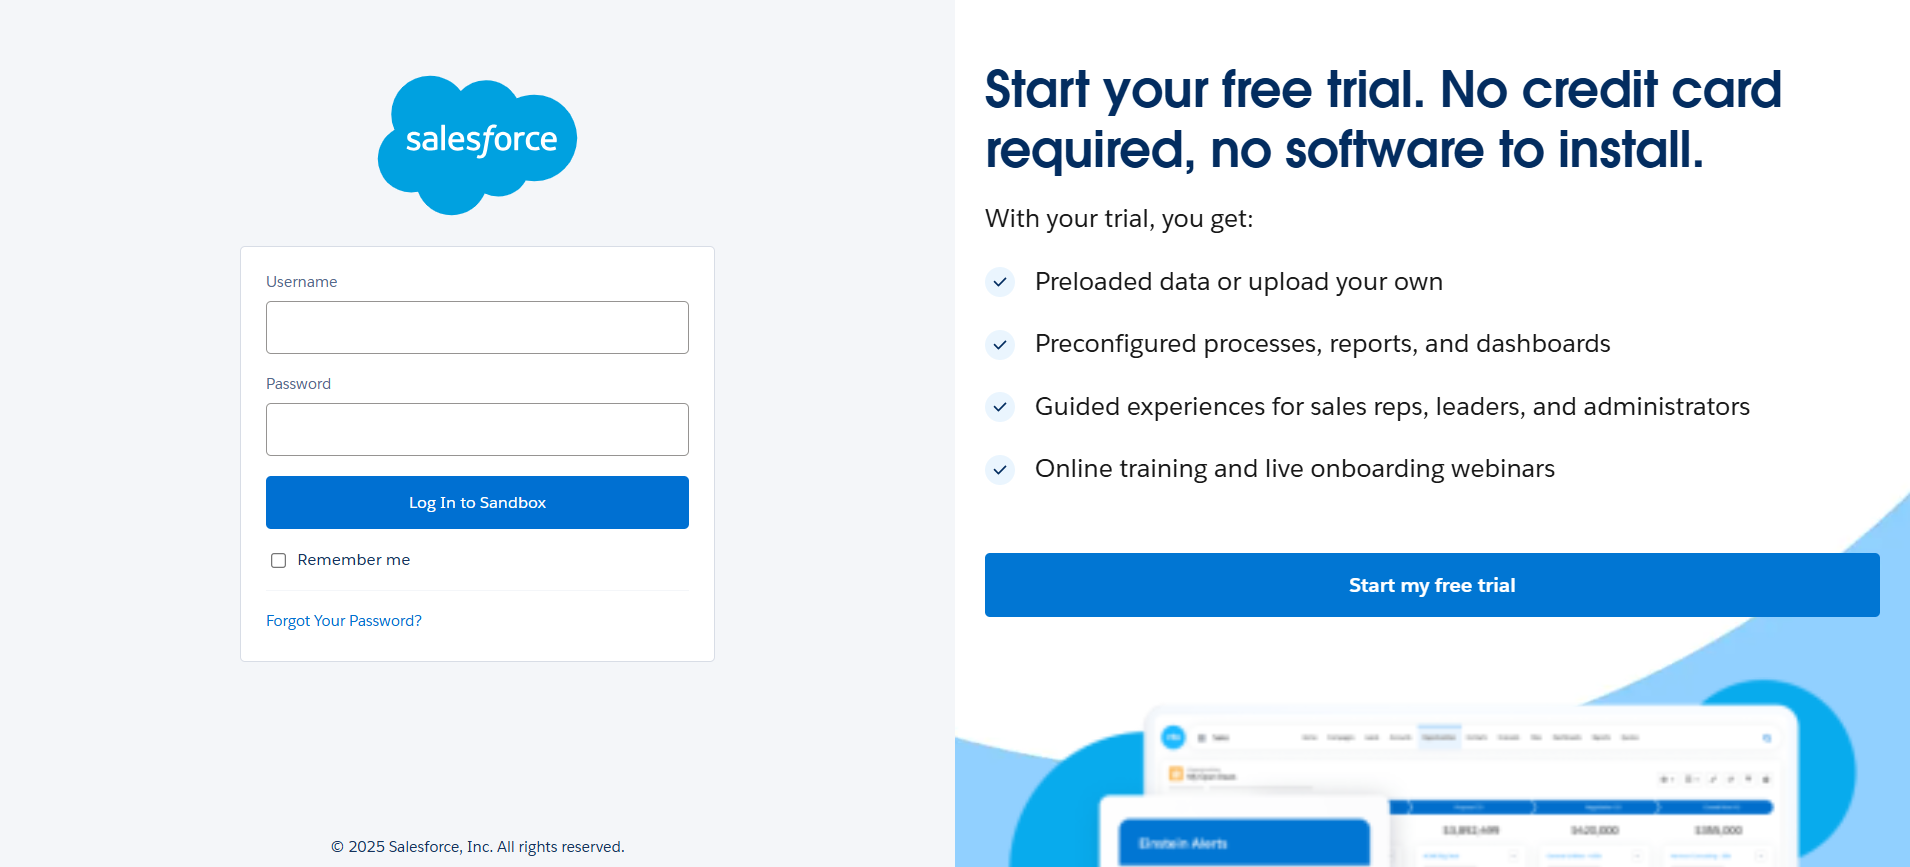 salesforce
Username
Password
Log In to Sandbox
Remember me
Forgot Your Password?
© 2025 Salesforce, Inc. All rights reserved.
Start your free trial. No credit card
required, no software to install.
With your trial, you get:
Preloaded data or upload your own
Preconfigured processes, reports, and dashboards
Guided experiences for sales reps, leaders, and administrators
Online training and live onboarding webinars
Start my free trial
Einstein Alerts